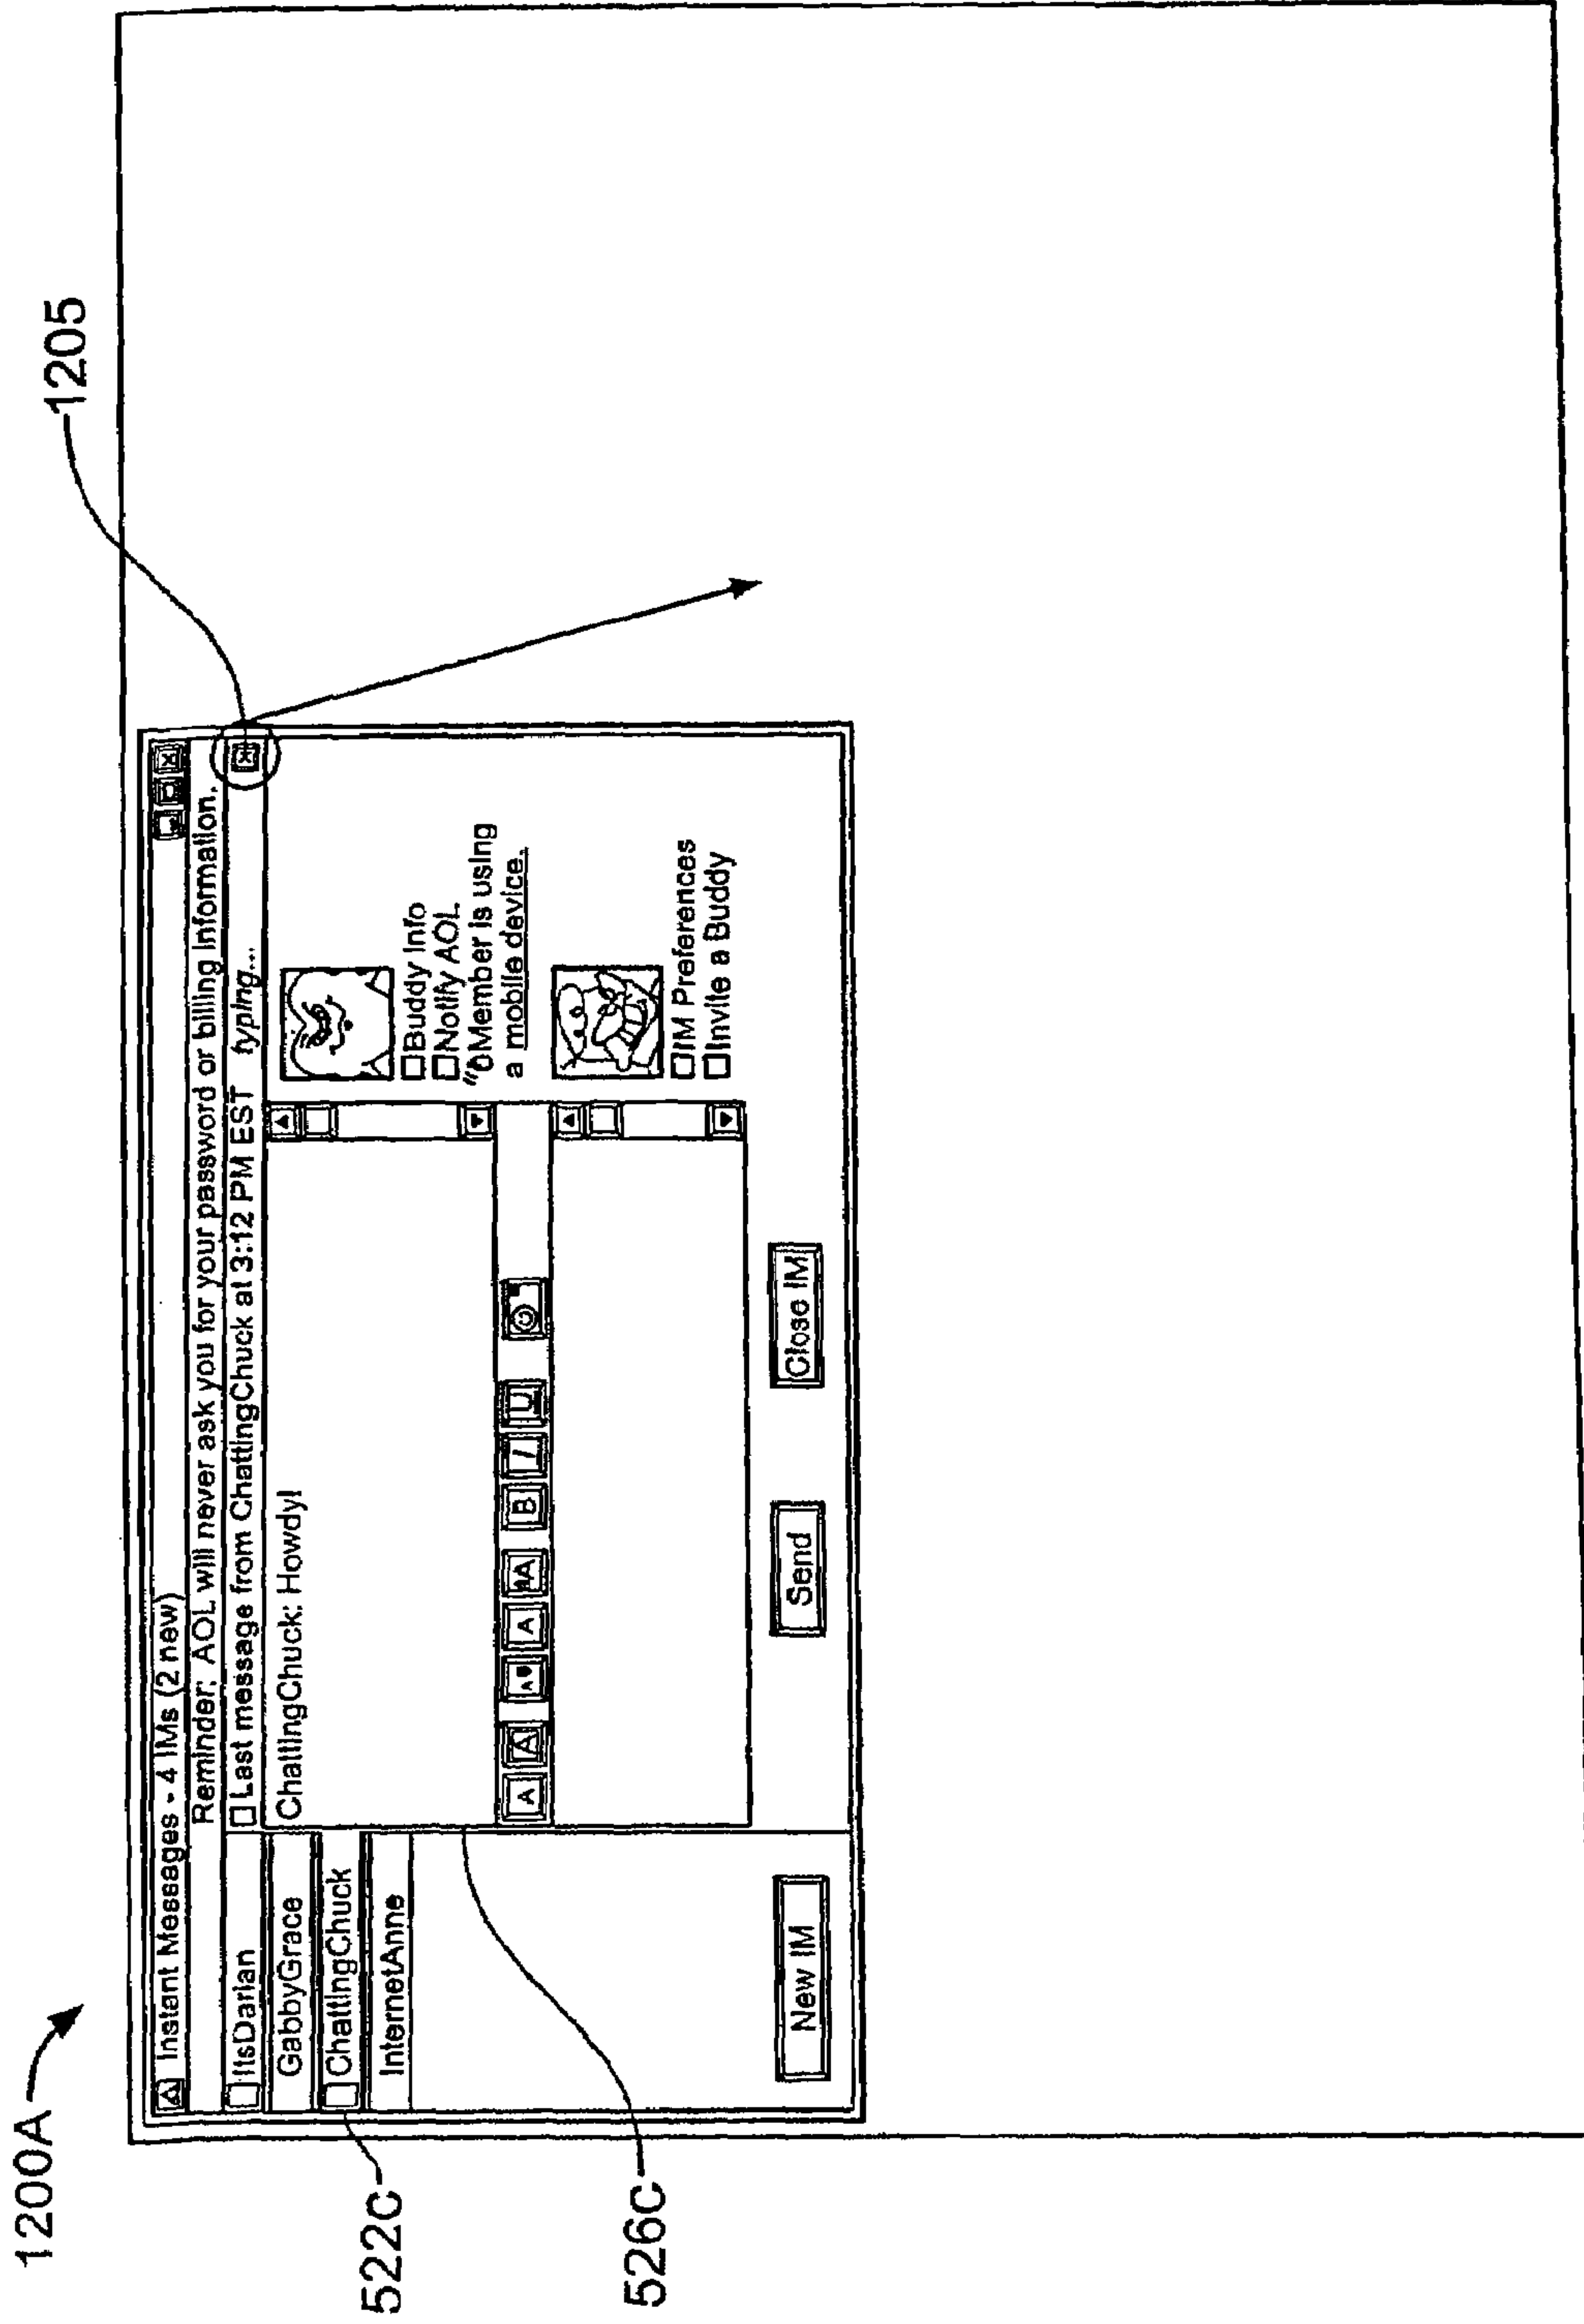 1200A
1205
Instant Messages - 4 IMs (2 new)
Reminder: AOL will never ask you for your password or billing information.
Last message from ChattingChuck at 3:12 PM EST typing...
ItsDarian
GabbyGrace
ChattingChuck
InternetAnne
522c
ChattingChuck: Howdy!
526c
Buddy Info
Notify AOL
Member is using
a mobile device.
A A A A AA B I U
IM Preferences
Invite a Buddy
New IM
Send
Close IM